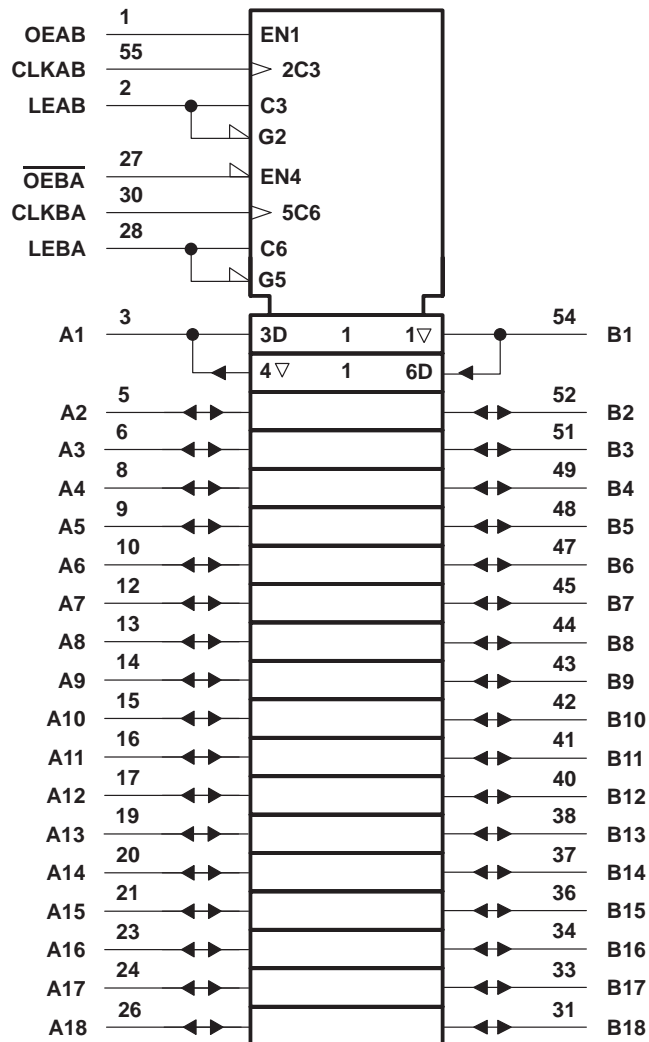 1
OEAB EN1
55
CLKAB 2C3
2
LEAB C3
G2
27
OEBA EN4
30
CLKBA 5C6
28
LEBA C6
G5
3 54
A1 3D 1 1▽ B1
4▽ 1 6D
5 52
A2 B2
6 51
A3 B3
8 49
A4 B4
9 48
A5 B5
10 47
A6 B6
12 45
A7 B7
13 44
A8 B8
14 43
A9 B9
15 42
A10 B10
16 41
A11 B11
17 40
A12 B12
19 38
A13 B13
20 37
A14 B14
21 36
A15 B15
23 34
A16 B16
24 33
A17 B17
26 31
A18 B18